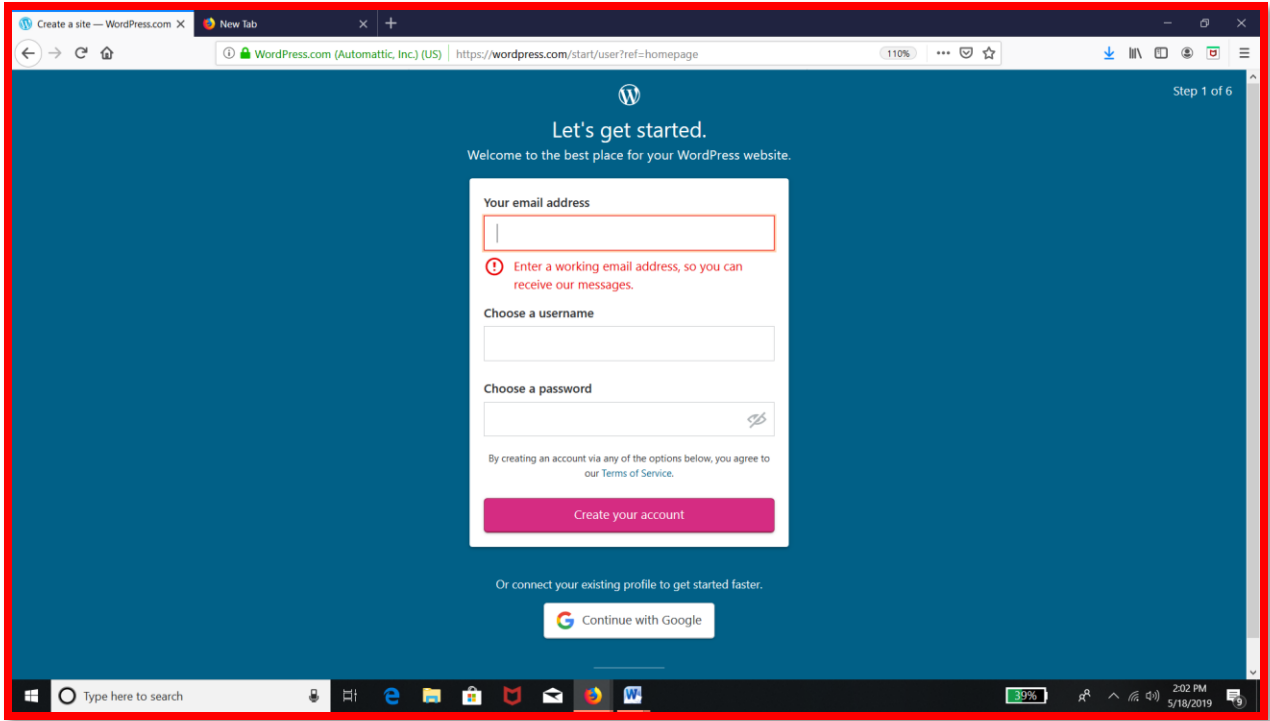 Create a site — WordPress.com
New Tab
WordPress.com (Automattic, Inc.) (US)
https://wordpress.com/start/user?ref=homepage
110%
Step 1 of 6
Let's get started.
Welcome to the best place for your WordPress website.
Your email address
Enter a working email address, so you can
receive our messages.
Choose a username
Choose a password
By creating an account via any of the options below, you agree to
our Terms of Service.
Create your account
Or connect your existing profile to get started faster.
Continue with Google
Type here to search
39%
2:02 PM
5/18/2019
9